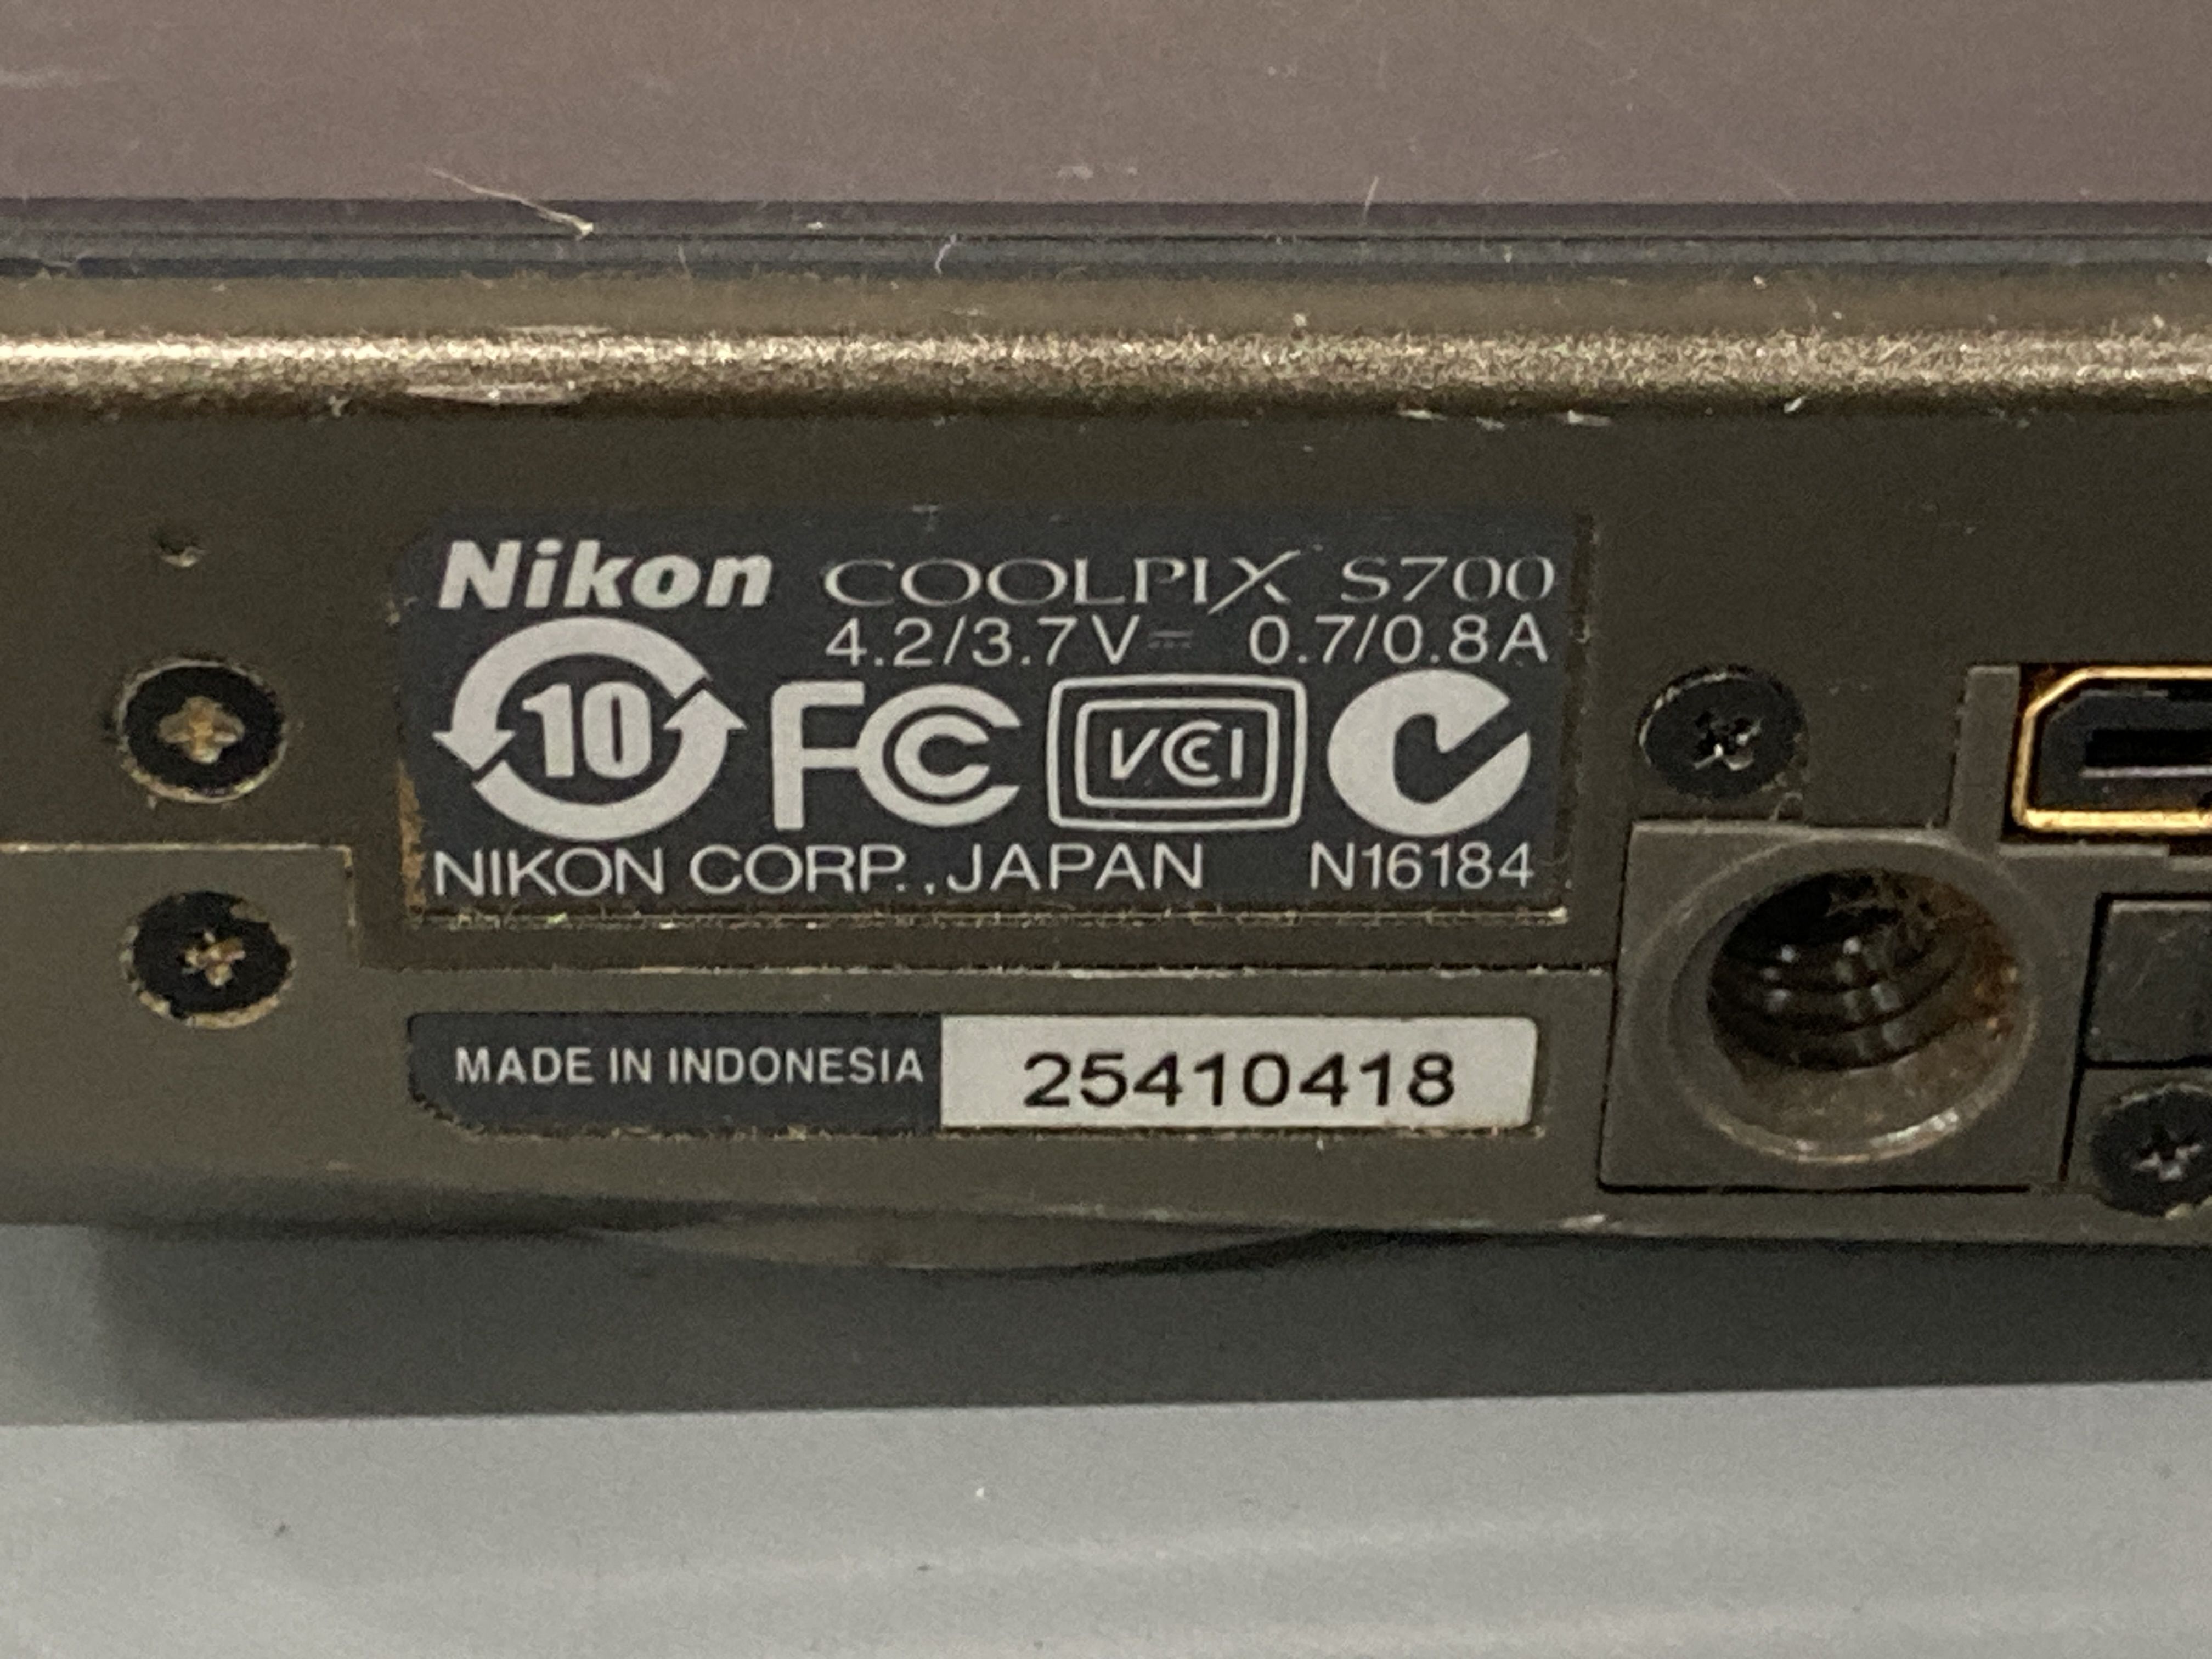 Nikon COOLPIX S700
4.2/3.7V⎓ 0.7/0.8A
10 FC VCCI
NIKON CORP., JAPAN N16184
MADE IN INDONESIA 25410418